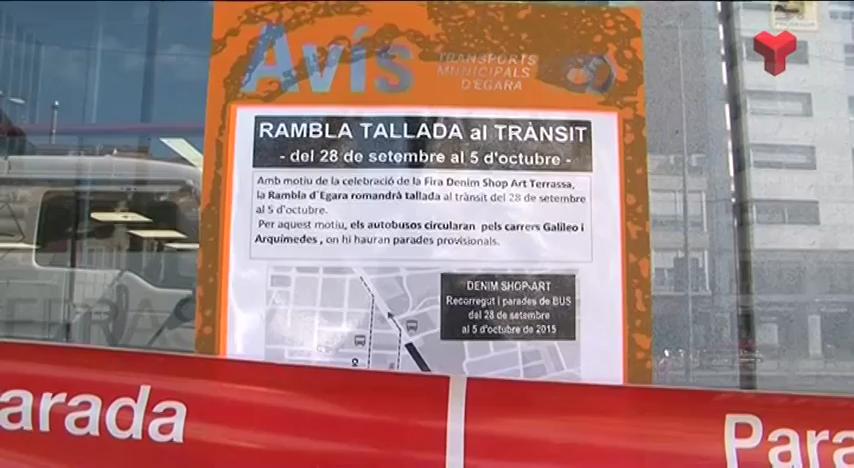 Avís
TRANSPORTS
MUNICIPALS
D'EGARA
RAMBLA TALLADA al TRÀNSIT
- del 28 de setembre al 5 d'octubre -
Amb motiu de la celebració de la Fira Denim Shop Art Terrassa,
la Rambla d´Egara romandrà tallada al trànsit del 28 de setembre
al 5 d'octubre.
Per aquest motiu, els autobusos circularan pels carrers Galileo i
Arquímedes , on hi hauran parades provisionals.
DENIM SHOP-ART
Recorregut i parades de BUS
del 28 de setembre
al 5 d'octubre de 2015
arada
Para